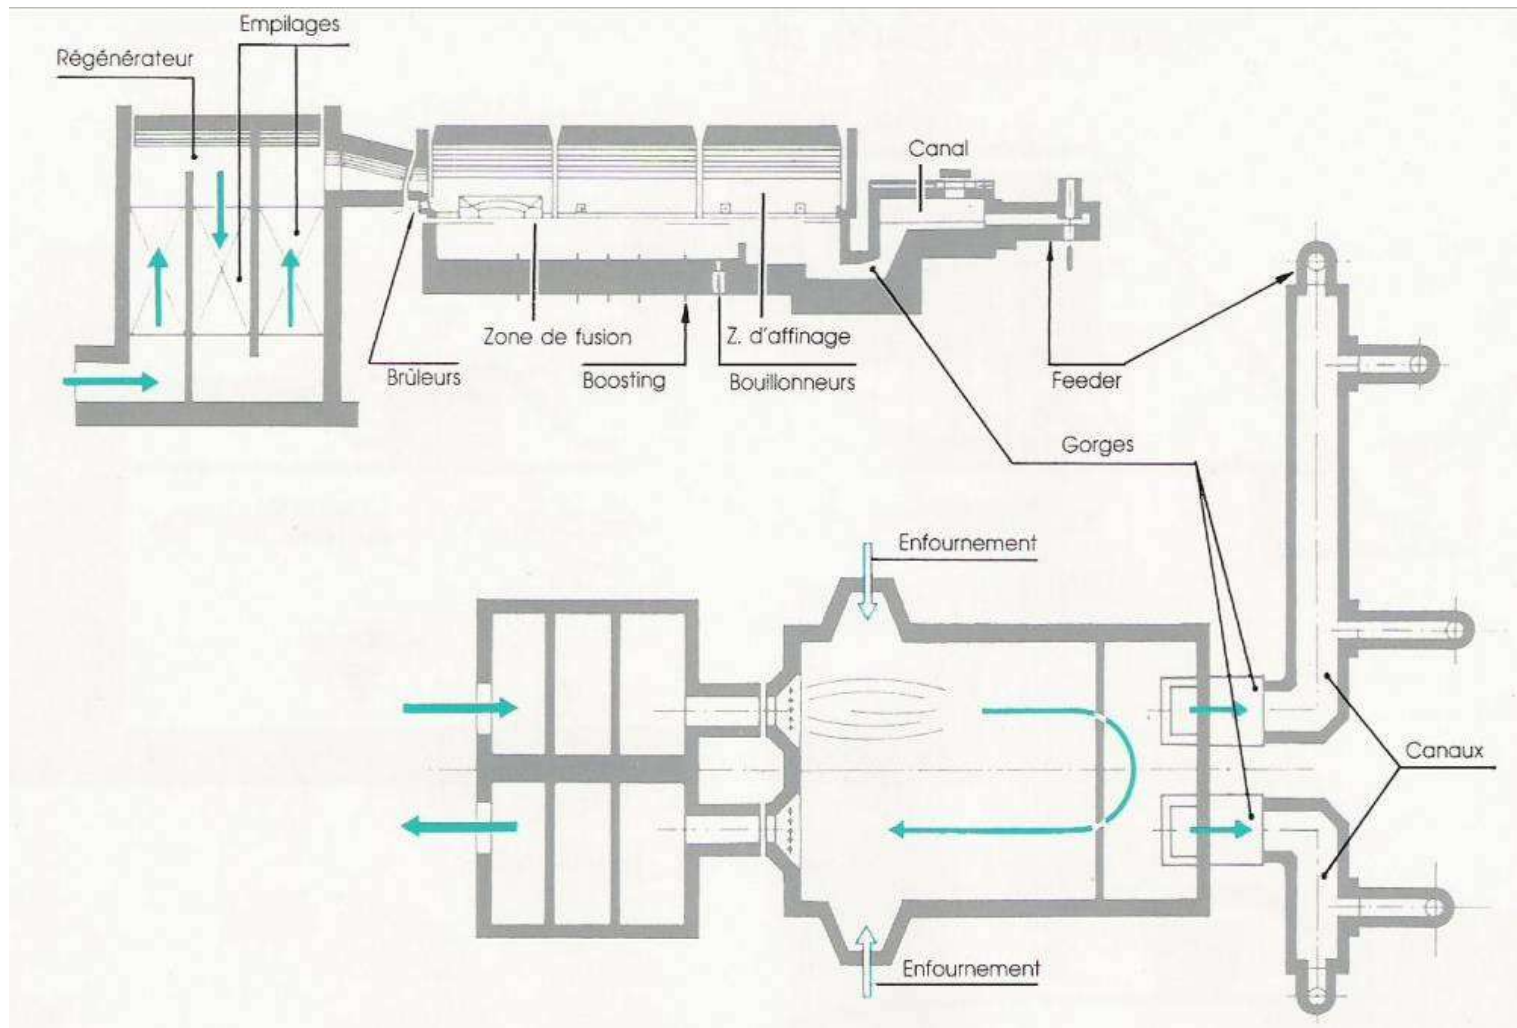 Empilages
Régénérateur
Canal
Zone de fusion
Z. d'affinage
Brûleurs
Boosting
Bouillonneurs
Feeder
Gorges
Enfournement
Canaux
Enfournement